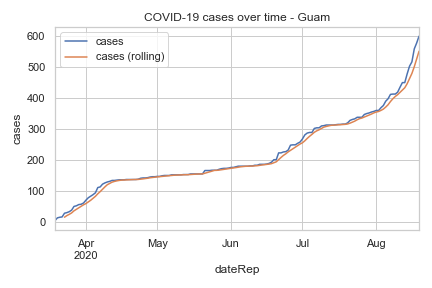 COVID-19 cases over time - Guam
cases
cases (rolling)
600
500
400
300
200
100
0
cases
Apr
2020
May
Jun
Jul
Aug
dateRep